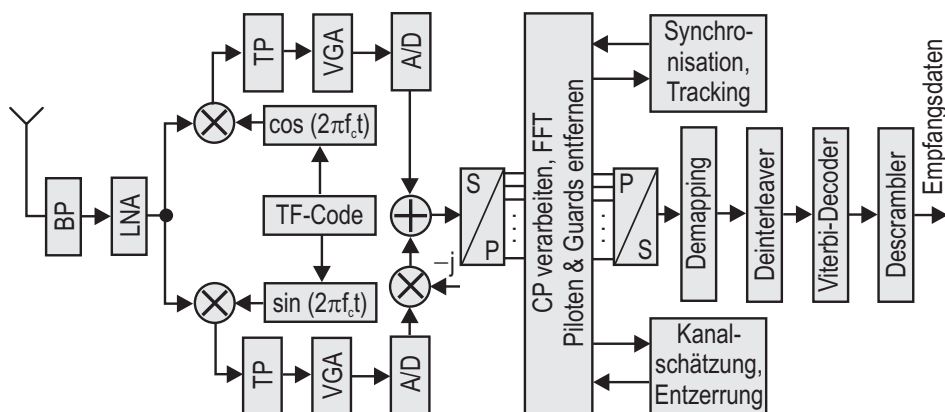 BP
LNA
TP
VGA
A/D
cos (2πf_ct)
TF-Code
sin (2πf_ct)
TP
VGA
A/D
–j
S
P
CP verarbeiten, FFT
Piloten & Guards entfernen
Synchro-
nisation,
Tracking
Kanal-
schätzung,
Entzerrung
P
S
Demapping
Deinterleaver
Viterbi-Decoder
Descrambler
Empfangsdaten